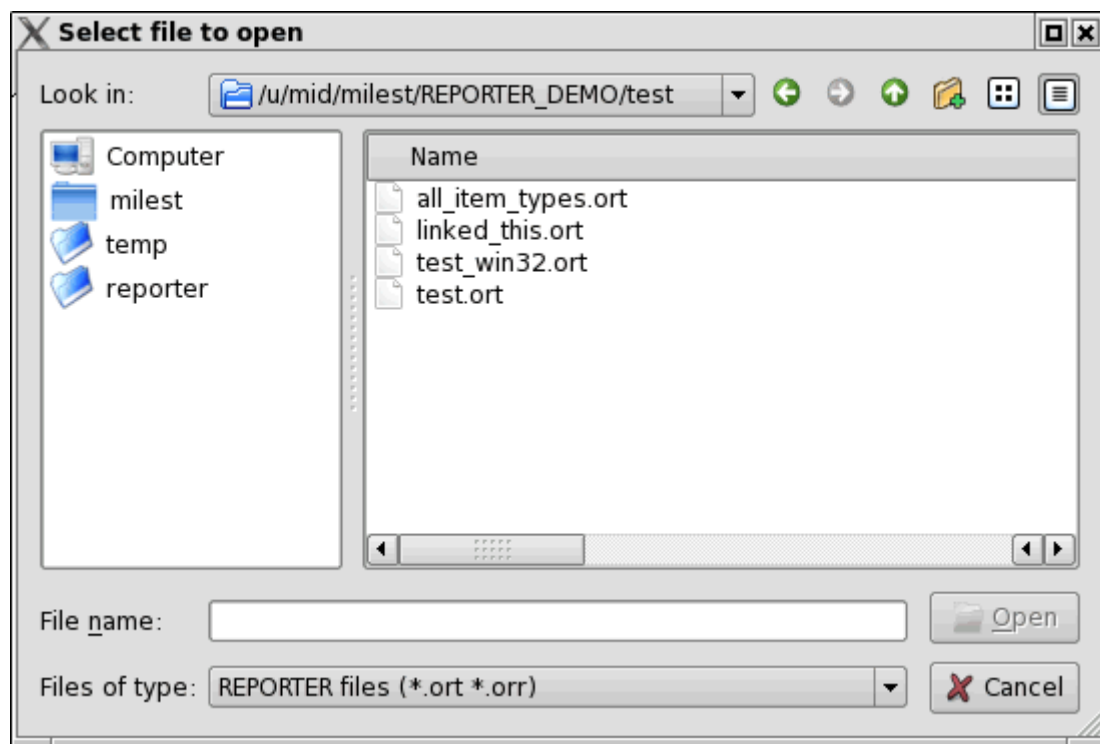 Select file to open
Look in: /u/mid/milest/REPORTER_DEMO/test
Computer
milest
temp
reporter
Name
all_item_types.ort
linked_this.ort
test_win32.ort
test.ort
File name:
Open
Files of type: REPORTER files (*.ort *.orr)
Cancel